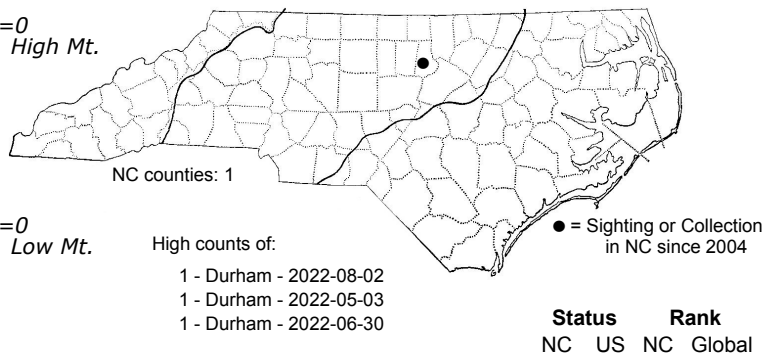 =0
High Mt.
NC counties: 1
=0
Low Mt.
High counts of:
1 - Durham - 2022-08-02
1 - Durham - 2022-05-03
1 - Durham - 2022-06-30
● = Sighting or Collection
in NC since 2004
Status Rank
NC US NC Global